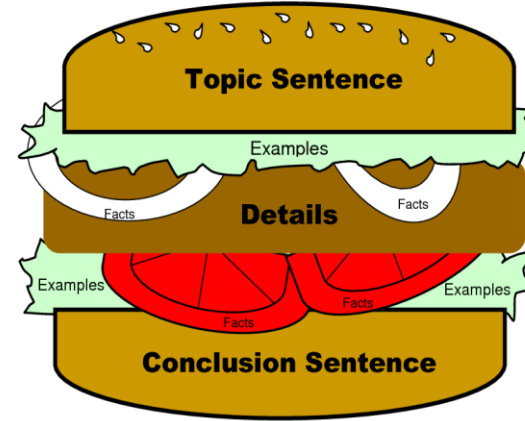 Topic Sentence
Examples
Facts
Facts
Details
Examples
Examples
Facts
Facts
Conclusion Sentence